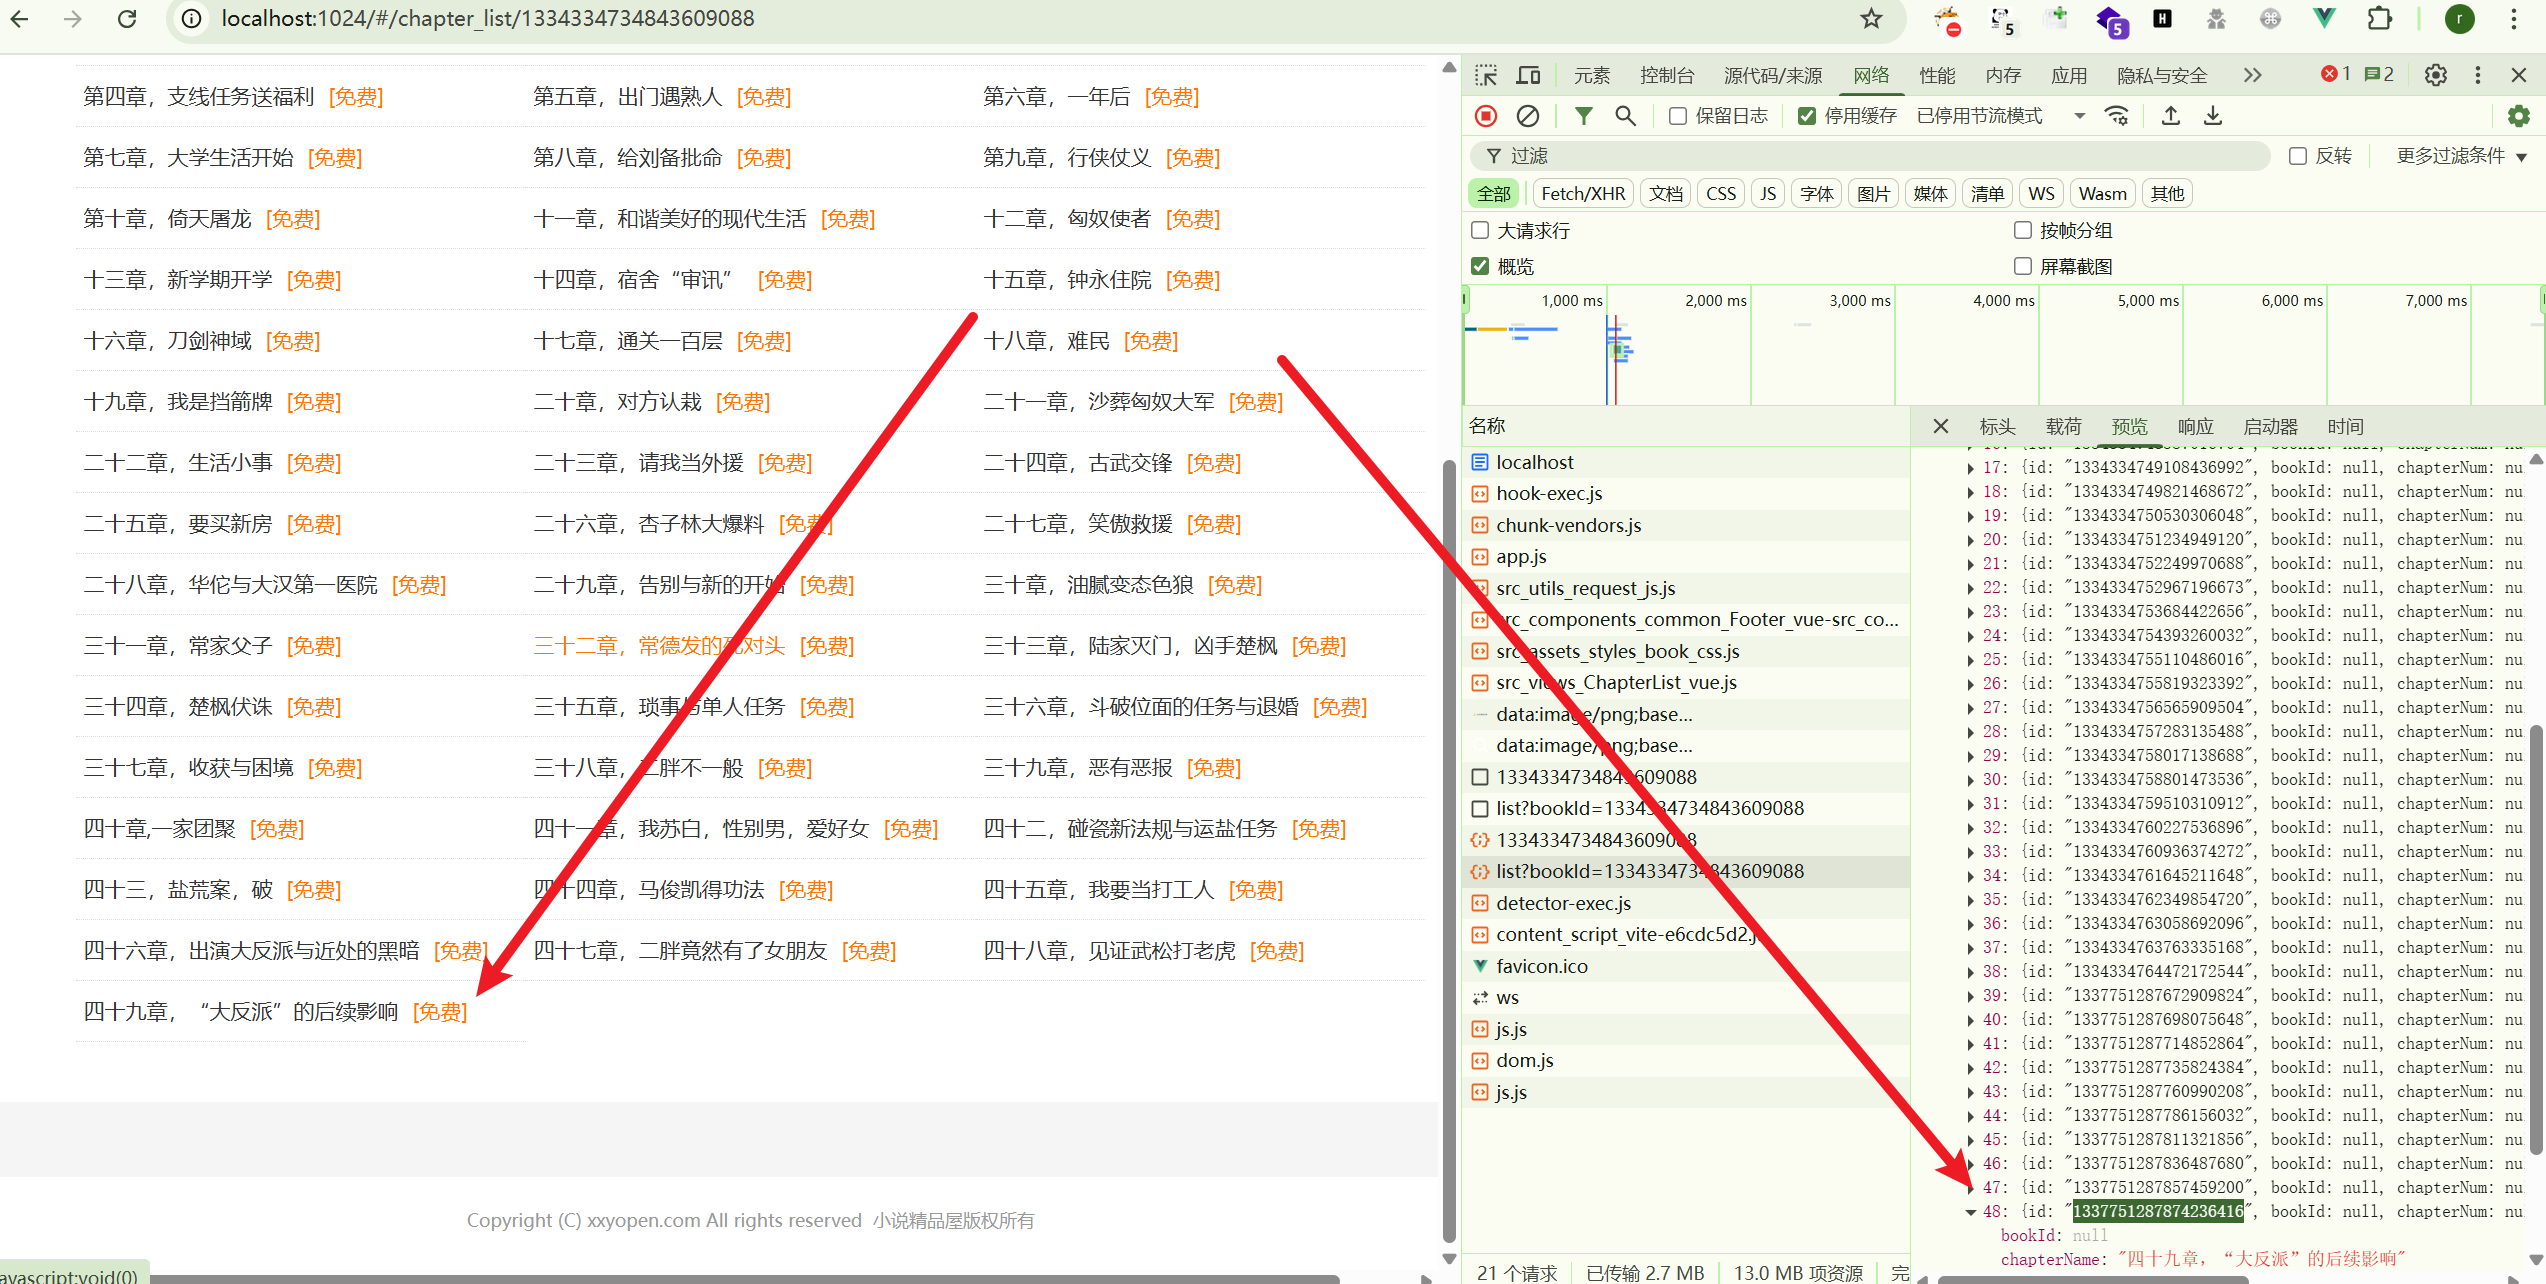 localhost:1024/#/chapter_list/1334334734843609088
5
5
r
第四章，支线任务送福利 [免费]
第五章，出门遇熟人 [免费]
第六章，一年后 [免费]
第七章，大学生活开始 [免费]
第八章，给刘备批命 [免费]
第九章，行侠仗义 [免费]
第十章，倚天屠龙 [免费]
十一章，和谐美好的现代生活 [免费]
十二章，匈奴使者 [免费]
十三章，新学期开学 [免费]
十四章，宿舍“审讯” [免费]
十五章，钟永住院 [免费]
十六章，刀剑神域 [免费]
十七章，通关一百层 [免费]
十八章，难民 [免费]
十九章，我是挡箭牌 [免费]
二十章，对方认栽 [免费]
二十一章，沙葬匈奴大军 [免费]
二十二章，生活小事 [免费]
二十三章，请我当外援 [免费]
二十四章，古武交锋 [免费]
二十五章，要买新房 [免费]
二十六章，杏子林大爆料 [免费]
二十七章，笑傲救援 [免费]
二十八章，华佗与大汉第一医院 [免费]
二十九章，告别与新的开始 [免费]
三十章，油腻变态色狼 [免费]
三十一章，常家父子 [免费]
三十二章，常德发的死对头 [免费]
三十三章，陆家灭门，凶手楚枫 [免费]
三十四章，楚枫伏诛 [免费]
三十五章，琐事与单人任务 [免费]
三十六章，斗破位面的任务与退婚 [免费]
三十七章，收获与困境 [免费]
三十八章，二胖不一般 [免费]
三十九章，恶有恶报 [免费]
四十章,一家团聚 [免费]
四十一章，我苏白，性别男，爱好女 [免费]
四十二，碰瓷新法规与运盐任务 [免费]
四十三，盐荒案，破 [免费]
四十四章，马俊凯得功法 [免费]
四十五章，我要当打工人 [免费]
四十六章，出演大反派与近处的黑暗 [免费]
四十七章，二胖竟然有了女朋友 [免费]
四十八章，见证武松打老虎 [免费]
四十九章，“大反派”的后续影响 [免费]
Copyright (C) xxyopen.com All rights reserved 小说精品屋版权所有
avascript:void(0)
元素 控制台 源代码/来源 网络 性能 内存 应用 隐私与安全 1 2
保留日志 停用缓存 已停用节流模式
过滤 反转 更多过滤条件
全部 Fetch/XHR 文档 CSS JS 字体 图片 媒体 清单 WS Wasm 其他
大请求行 按帧分组
概览 屏幕截图
1,000 ms 2,000 ms 3,000 ms 4,000 ms 5,000 ms 6,000 ms 7,000 ms
名称
localhost
hook-exec.js
chunk-vendors.js
app.js
src_utils_request_js.js
src_components_common_Footer_vue-src_co...
src_assets_styles_book_css.js
src_views_ChapterList_vue.js
data:image/png;base...
data:image/png;base...
1334334734843609088
list?bookId=1334334734843609088
1334334734843609088
list?bookId=1334334734843609088
detector-exec.js
content_script_vite-e6cdc5d2.j
favicon.ico
ws
js.js
dom.js
js.js
21 个请求 已传输 2.7 MB 13.0 MB 项资源 完
标头 载荷 预览 响应 启动器 时间
17: {id: "1334334749108436992", bookId: null, chapterNum: nu
18: {id: "1334334749821468672", bookId: null, chapterNum: nu
19: {id: "1334334750530306048", bookId: null, chapterNum: nu
20: {id: "1334334751234949120", bookId: null, chapterNum: nu
21: {id: "1334334752249970688", bookId: null, chapterNum: nu
22: {id: "1334334752967196673", bookId: null, chapterNum: nu
23: {id: "1334334753684422656", bookId: null, chapterNum: nu
24: {id: "1334334754393260032", bookId: null, chapterNum: nu
25: {id: "1334334755110486016", bookId: null, chapterNum: nu
26: {id: "1334334755819323392", bookId: null, chapterNum: nu
27: {id: "1334334756565909504", bookId: null, chapterNum: nu
28: {id: "1334334757283135488", bookId: null, chapterNum: nu
29: {id: "1334334758017138688", bookId: null, chapterNum: nu
30: {id: "1334334758801473536", bookId: null, chapterNum: nu
31: {id: "1334334759510310912", bookId: null, chapterNum: nu
32: {id: "1334334760227536896", bookId: null, chapterNum: nu
33: {id: "1334334760936374272", bookId: null, chapterNum: nu
34: {id: "1334334761645211648", bookId: null, chapterNum: nu
35: {id: "1334334762349854720", bookId: null, chapterNum: nu
36: {id: "1334334763058692096", bookId: null, chapterNum: nu
37: {id: "1334334763763335168", bookId: null, chapterNum: nu
38: {id: "1334334764472172544", bookId: null, chapterNum: nu
39: {id: "1337751287672909824", bookId: null, chapterNum: nu
40: {id: "1337751287698075648", bookId: null, chapterNum: nu
41: {id: "1337751287714852864", bookId: null, chapterNum: nu
42: {id: "1337751287735824384", bookId: null, chapterNum: nu
43: {id: "1337751287760990208", bookId: null, chapterNum: nu
44: {id: "1337751287786156032", bookId: null, chapterNum: nu
45: {id: "1337751287811321856", bookId: null, chapterNum: nu
46: {id: "1337751287836487680", bookId: null, chapterNum: nu
47: {id: "1337751287857459200", bookId: null, chapterNum: nu
48: {id: "1337751287874236416", bookId: null, chapterNum: nu
bookId: null
chapterName: "四十九章，“大反派”的后续影响"